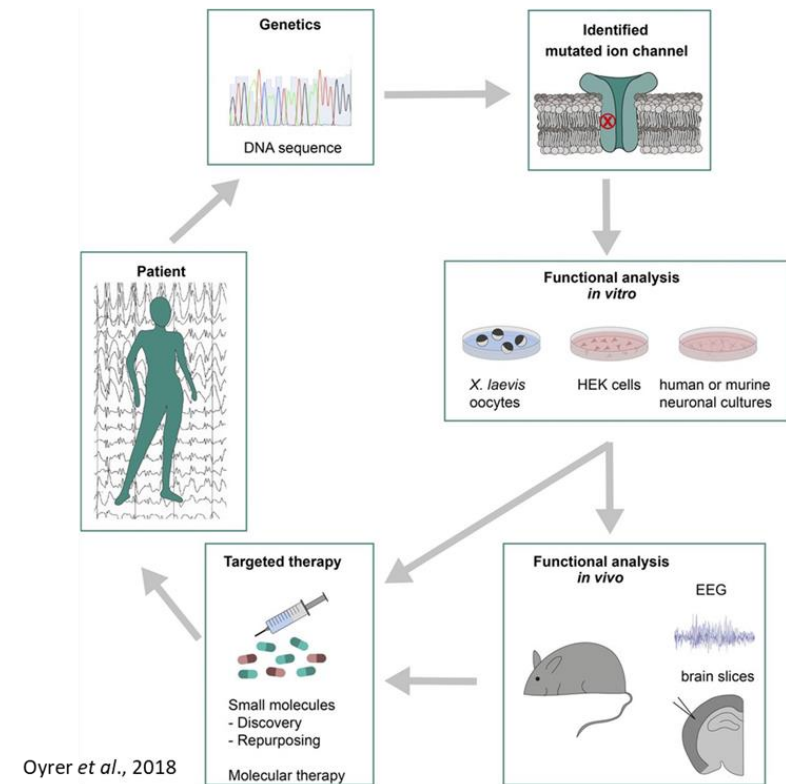 Genetics
DNA sequence
Identified
mutated ion channel
X
Patient
Functional analysis
in vitro
X. laevis
oocytes
HEK cells
human or murine
neuronal cultures
Targeted therapy
Small molecules
- Discovery
- Repurposing
Molecular therapy
Functional analysis
in vivo
EEG
brain slices
Oyrer et al., 2018